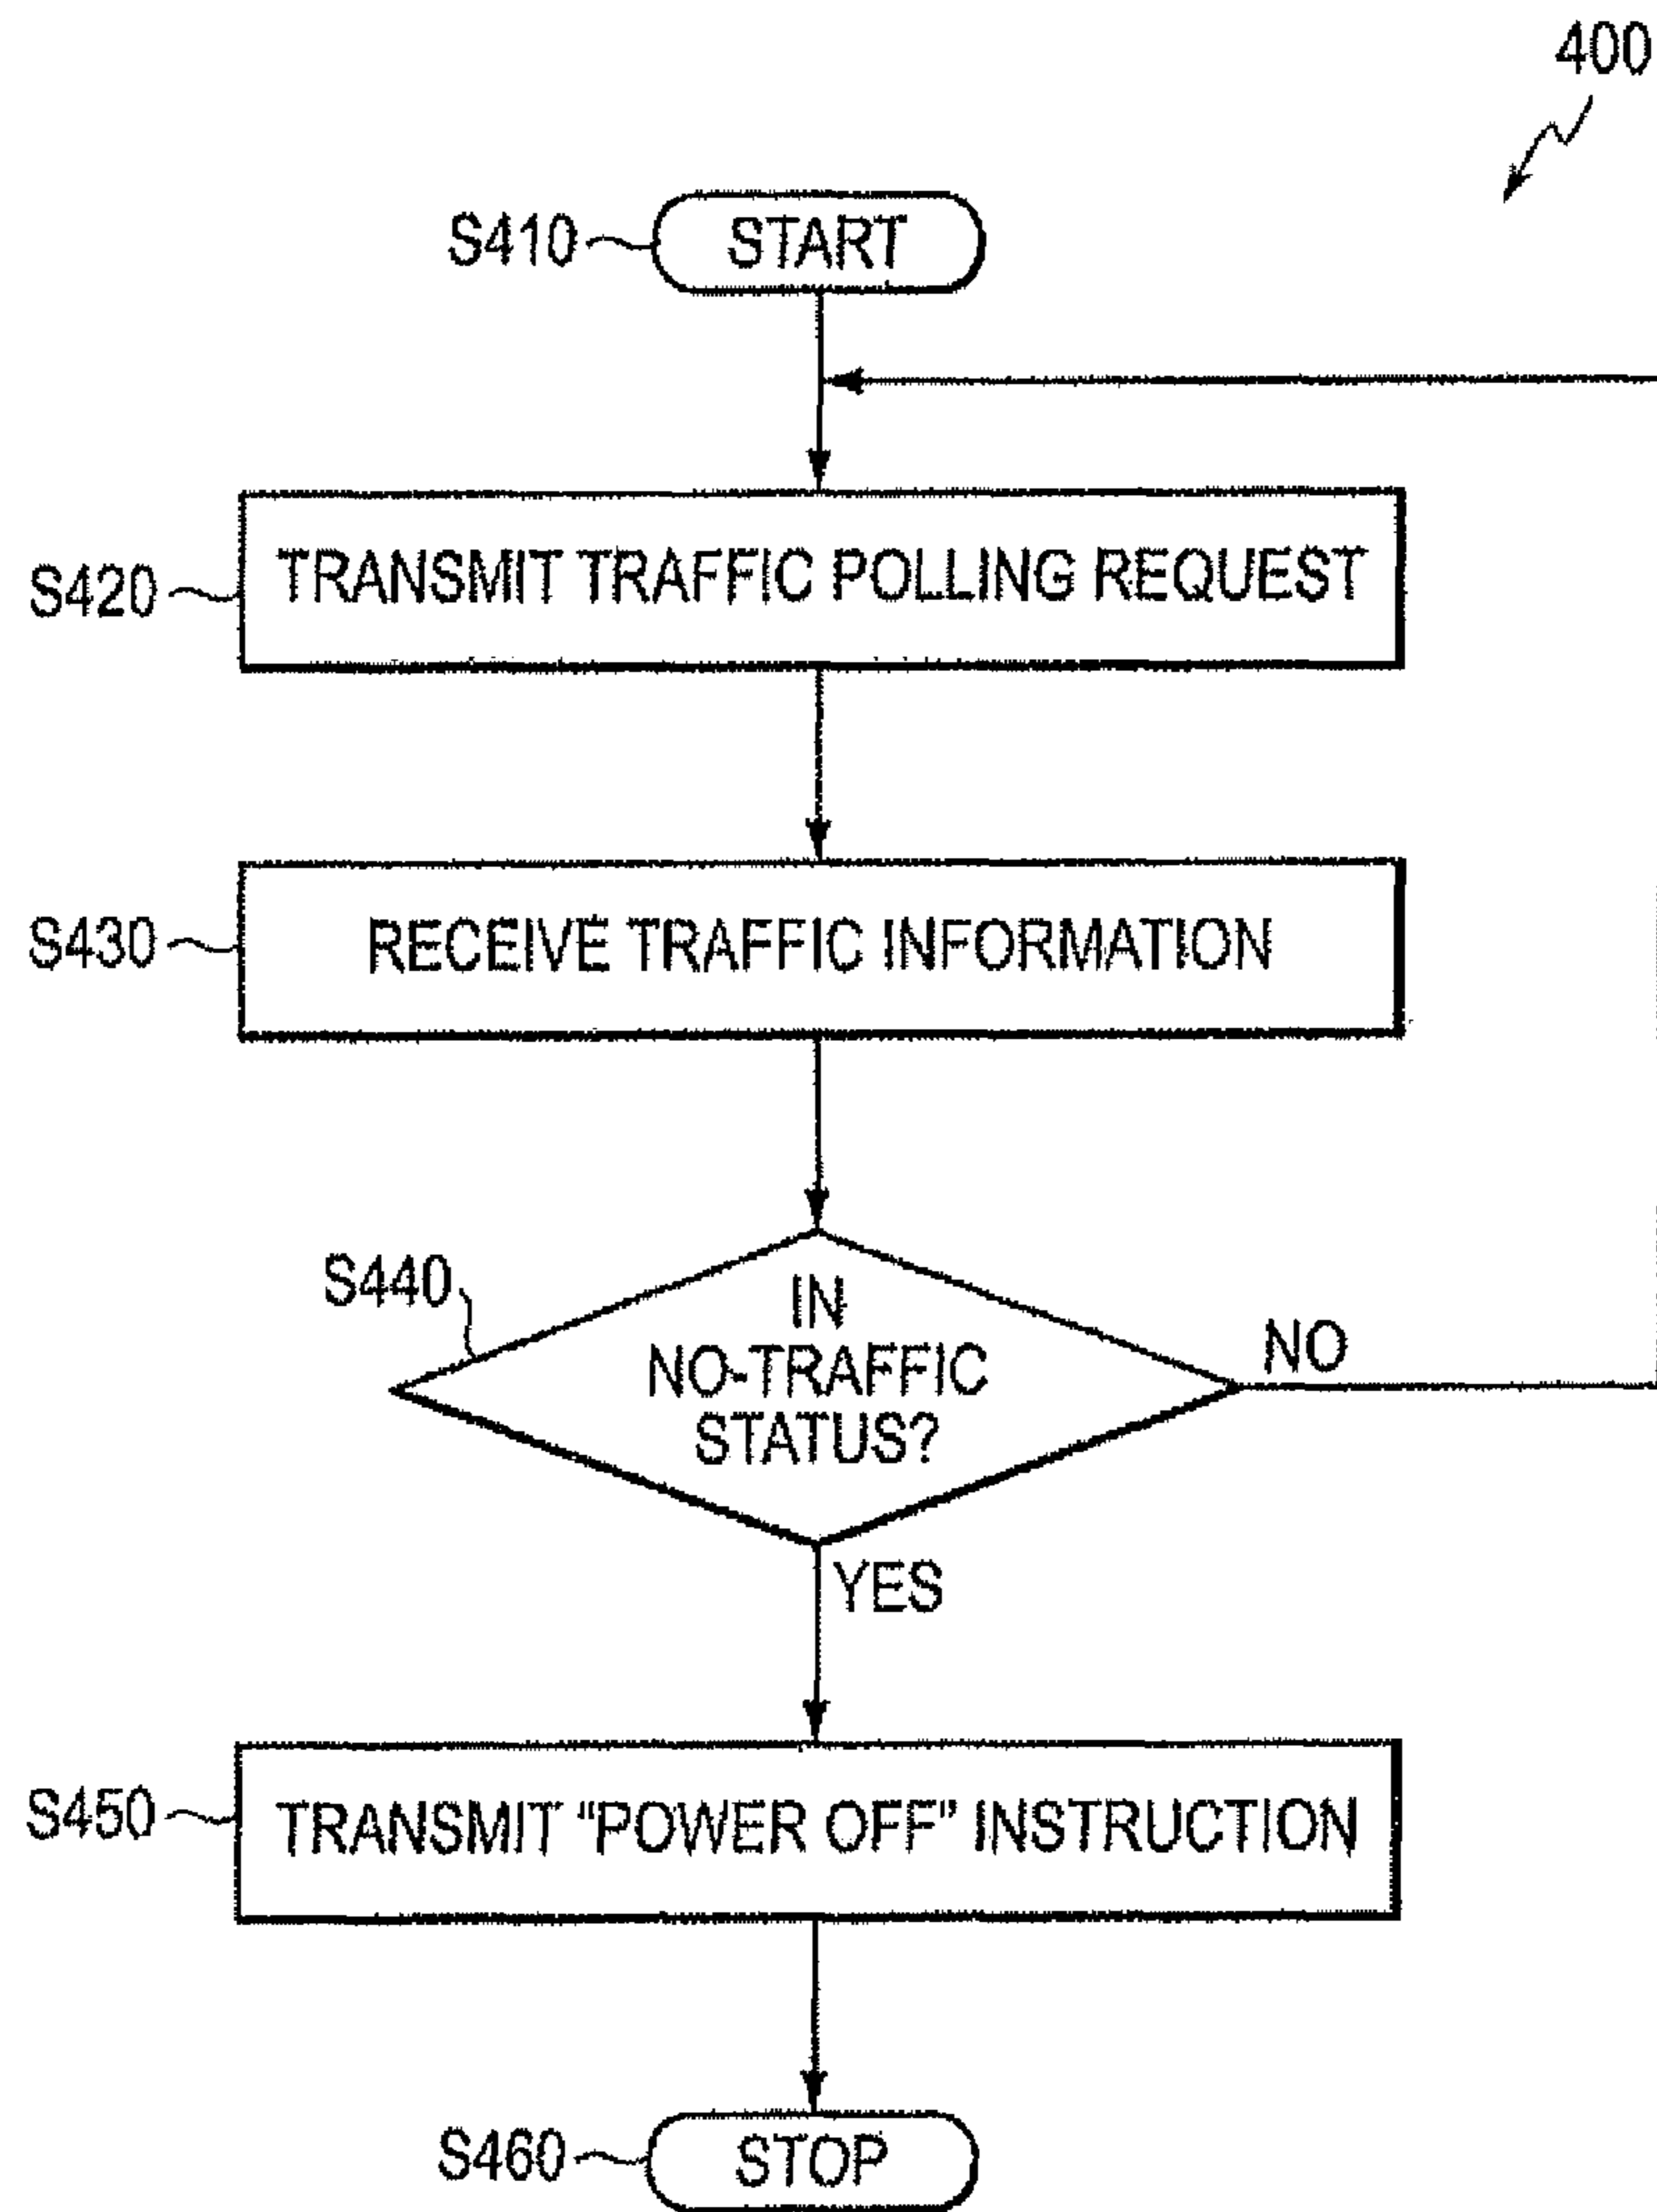 400
S410
START
S420
TRANSMIT TRAFFIC POLLING REQUEST
S430
RECEIVE TRAFFIC INFORMATION
S440
IN
NO-TRAFFIC
STATUS?
NO
YES
S450
TRANSMIT “POWER OFF” INSTRUCTION
S460
STOP